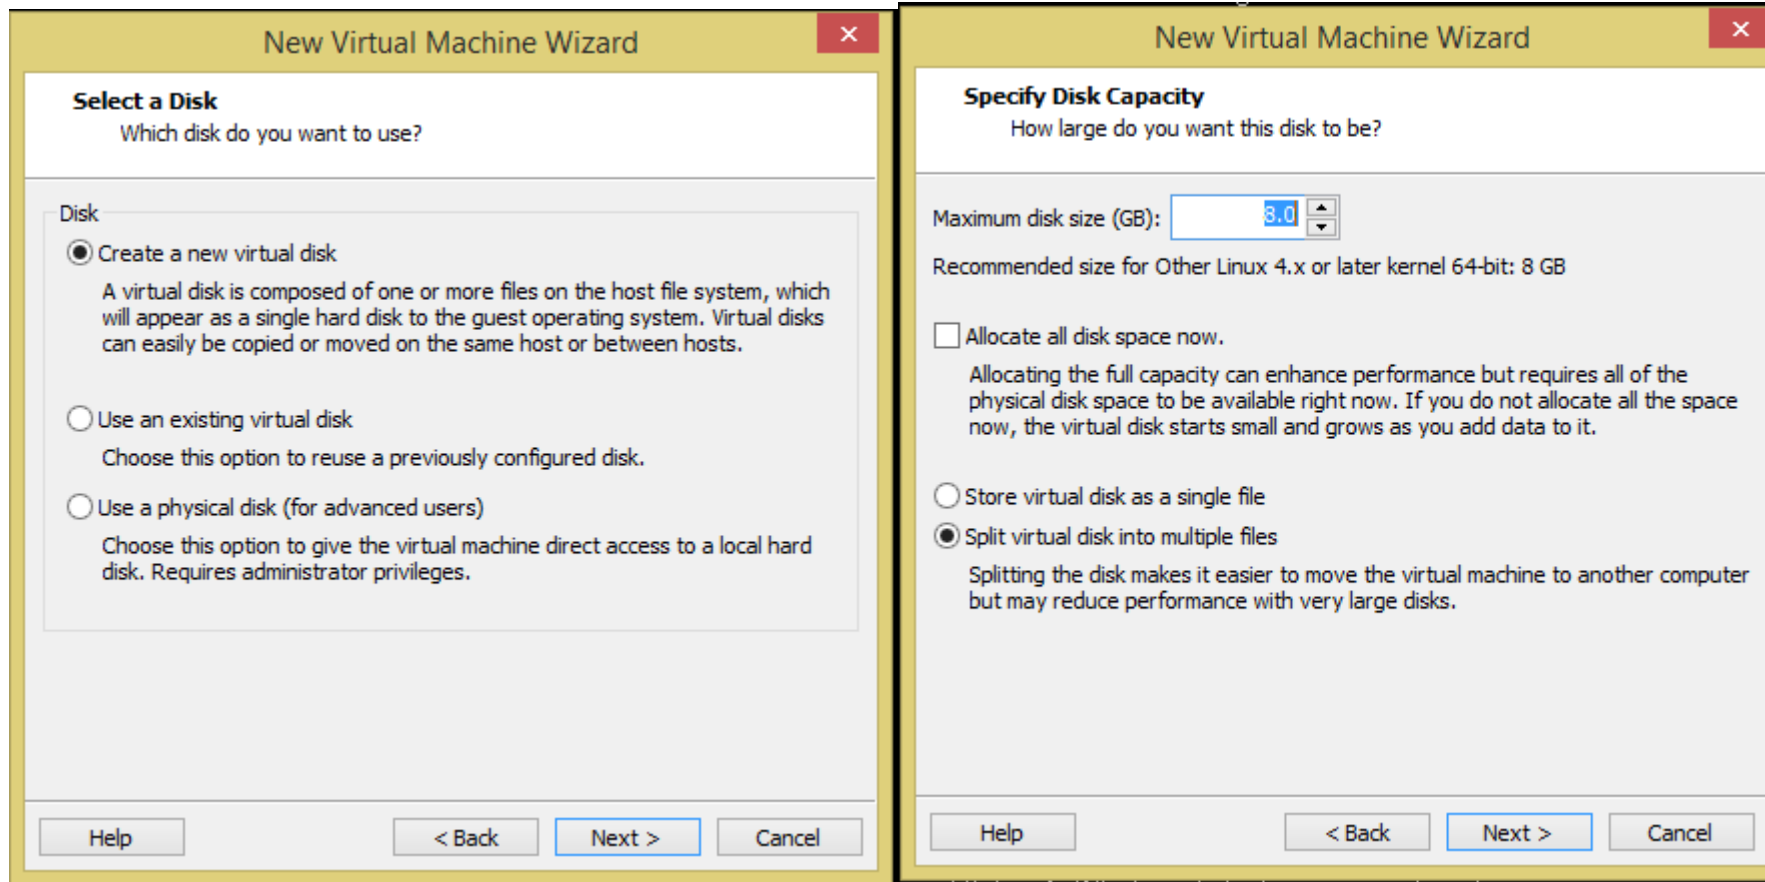 New Virtual Machine Wizard
Select a Disk
Which disk do you want to use?
Disk
Create a new virtual disk
A virtual disk is composed of one or more files on the host file system, which
will appear as a single hard disk to the guest operating system. Virtual disks
can easily be copied or moved on the same host or between hosts.
Use an existing virtual disk
Choose this option to reuse a previously configured disk.
Use a physical disk (for advanced users)
Choose this option to give the virtual machine direct access to a local hard
disk. Requires administrator privileges.
Help
< Back
Next >
Cancel
New Virtual Machine Wizard
Specify Disk Capacity
How large do you want this disk to be?
Maximum disk size (GB): 8.0
Recommended size for Other Linux 4.x or later kernel 64-bit: 8 GB
Allocate all disk space now.
Allocating the full capacity can enhance performance but requires all of the
physical disk space to be available right now. If you do not allocate all the space
now, the virtual disk starts small and grows as you add data to it.
Store virtual disk as a single file
Split virtual disk into multiple files
Splitting the disk makes it easier to move the virtual machine to another computer
but may reduce performance with very large disks.
Help
< Back
Next >
Cancel